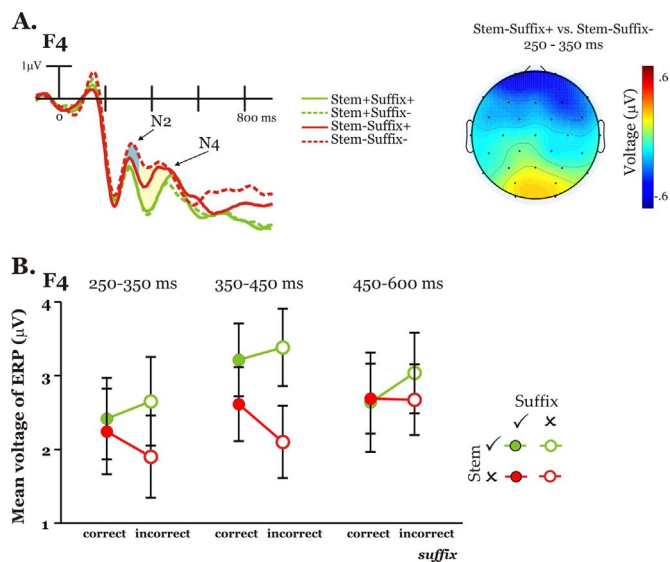 A.
F4
1μV
0
800 ms
N2
N4
Stem+Suffix+
Stem+Suffix-
Stem-Suffix+
Stem-Suffix-
Stem-Suffix+ vs. Stem-Suffix-
250 - 350 ms
.6
Voltage (μV)
-.6
B.
F4
250-350 ms 350-450 ms 450-600 ms
Mean voltage of ERP (μV)
4
3
2
1
correct incorrect correct incorrect correct incorrect
suffix
Suffix
✓ x
Stem
✓
x